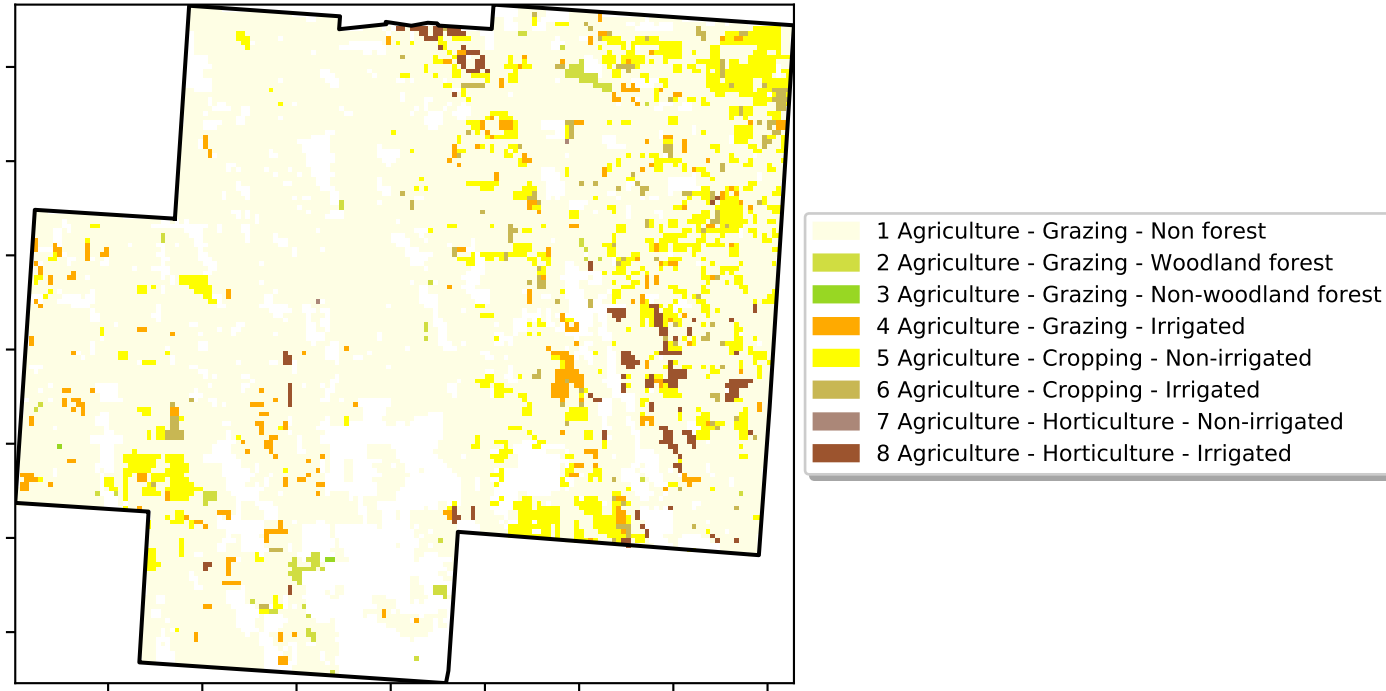 1 Agriculture - Grazing - Non forest
2 Agriculture - Grazing - Woodland forest
3 Agriculture - Grazing - Non-woodland forest
4 Agriculture - Grazing - Irrigated
5 Agriculture - Cropping - Non-irrigated
6 Agriculture - Cropping - Irrigated
7 Agriculture - Horticulture - Non-irrigated
8 Agriculture - Horticulture - Irrigated